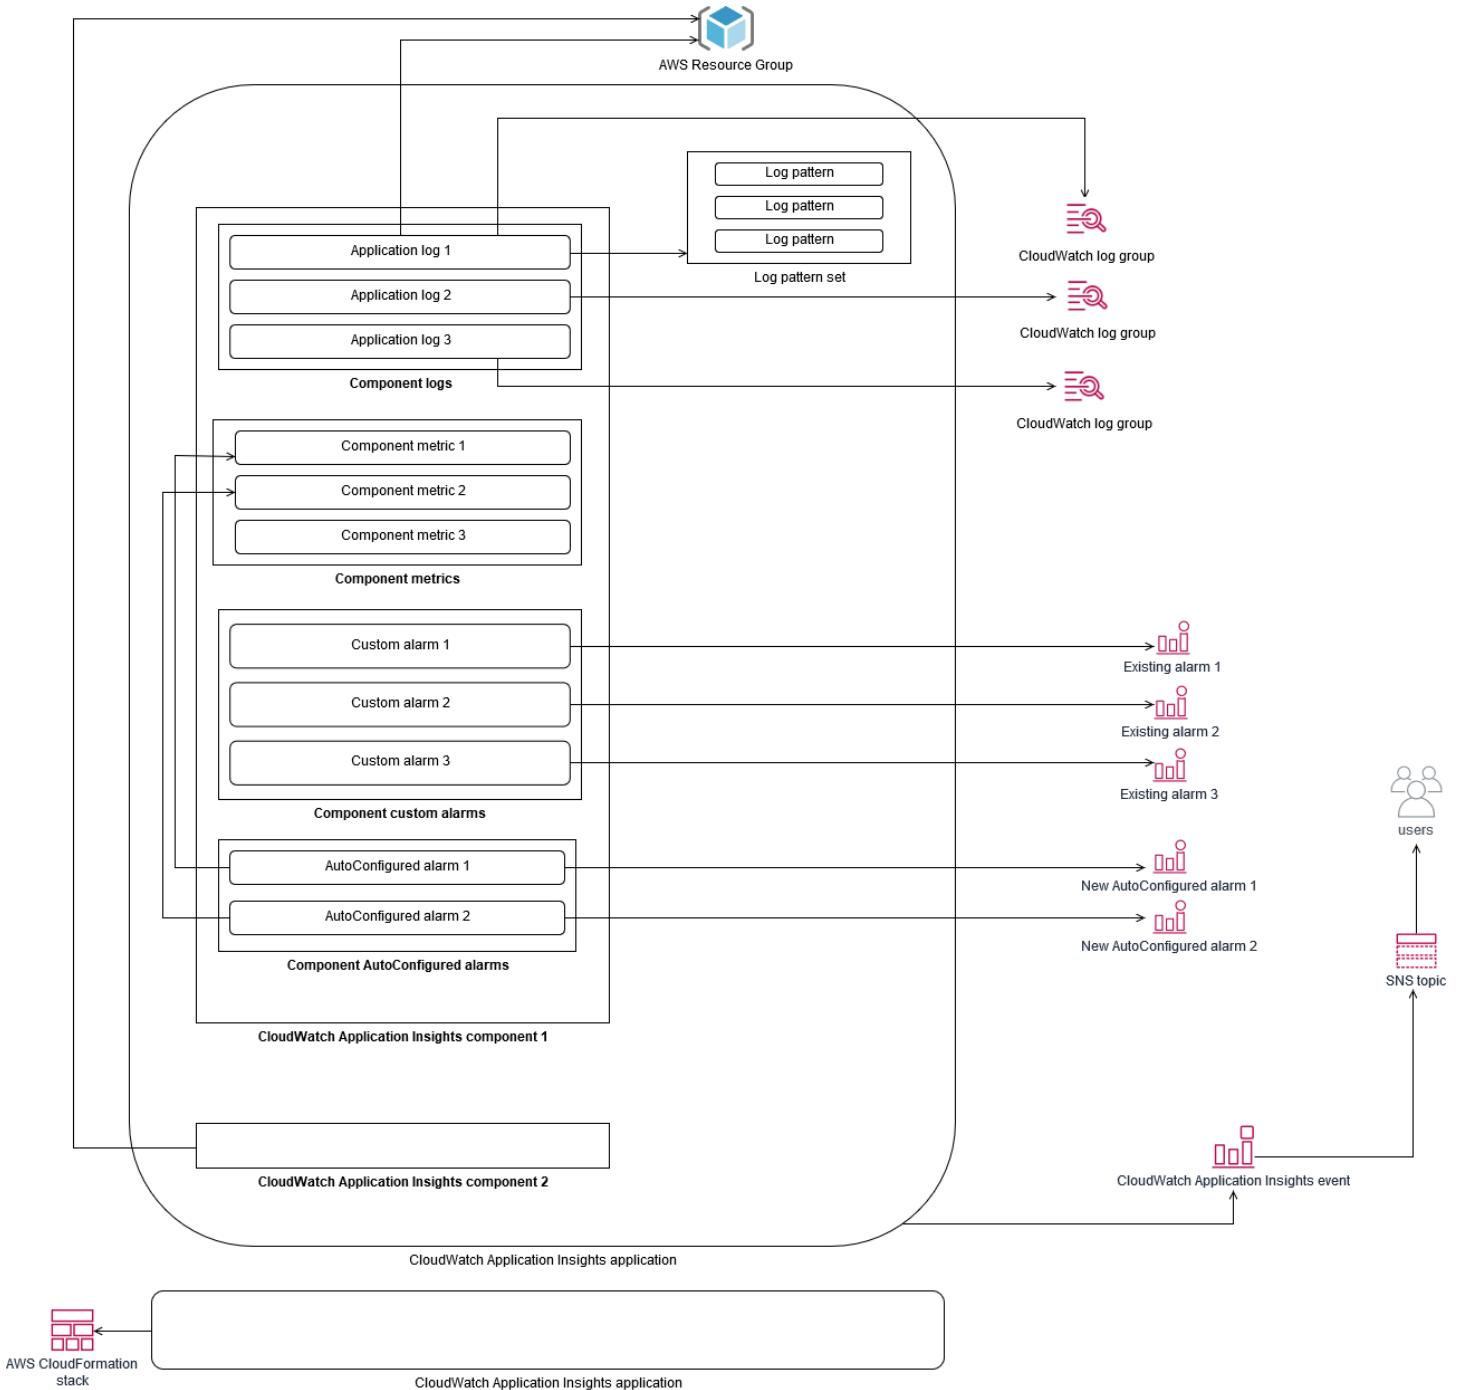 AWS Resource Group
Log pattern
Log pattern
Log pattern
Log pattern set
Application log 1
Application log 2
Application log 3
Component logs
CloudWatch log group
CloudWatch log group
CloudWatch log group
Component metric 1
Component metric 2
Component metric 3
Component metrics
Custom alarm 1
Custom alarm 2
Custom alarm 3
Component custom alarms
Existing alarm 1
Existing alarm 2
Existing alarm 3
AutoConfigured alarm 1
AutoConfigured alarm 2
Component AutoConfigured alarms
New AutoConfigured alarm 1
New AutoConfigured alarm 2
users
SNS topic
CloudWatch Application Insights component 1
CloudWatch Application Insights component 2
CloudWatch Application Insights event
CloudWatch Application Insights application
AWS CloudFormation
stack
CloudWatch Application Insights application